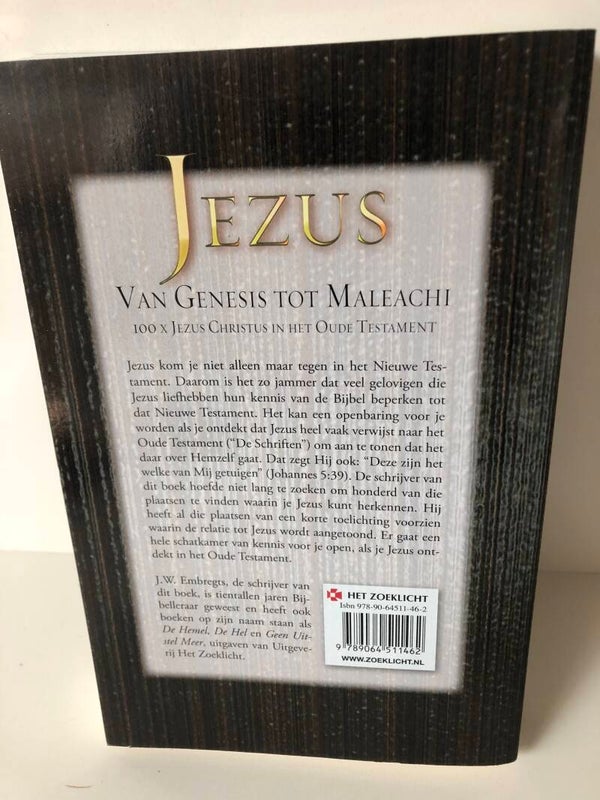 JEZUS
VAN GENESIS TOT MALEACHI
100 X JEZUS CHRISTUS IN HET OUDE TESTAMENT
Jezus kom je niet alleen maar tegen in het Nieuwe Tes-
tament. Daarom is het zo jammer dat veel gelovigen die
Jezus liefhebben hun kennis van de Bijbel beperken tot
dat Nieuwe Testament. Het kan een openbaring voor je
worden als je ontdekt dat Jezus heel vaak verwijst naar het
Oude Testament ("De Schriften") om aan te tonen dat het
daar over Hemzelf gaat. Dat zegt Hij ook: "Deze zijn het
welke van Mij getuigen" (Johannes 5:39). De schrijver van
dit boek hoefde niet lang te zoeken om honderd van die
plaatsen te vinden waarin je Jezus kunt herkennen. Hij
heeft al die plaatsen van een korte toelichting voorzien
waarin de relatie tot Jezus wordt aangetoond. Er gaat een
hele schatkamer van kennis voor je open, als je Jezus ont-
dekt in het Oude Testament.
J.W. Embregts, de schrijver van
dit boek, is tientallen jaren Bij-
belleraar geweest en heeft ook
boeken op zijn naam staan als
De Hemel, De Hel en Geen Uit-
stel Meer, uitgaven van Uitgeve-
rij Het Zoeklicht.
HET ZOEKLICHT
Isbn 978-90-64511-46-2
9 789064 511462
WWW.ZOEKLICHT.NL